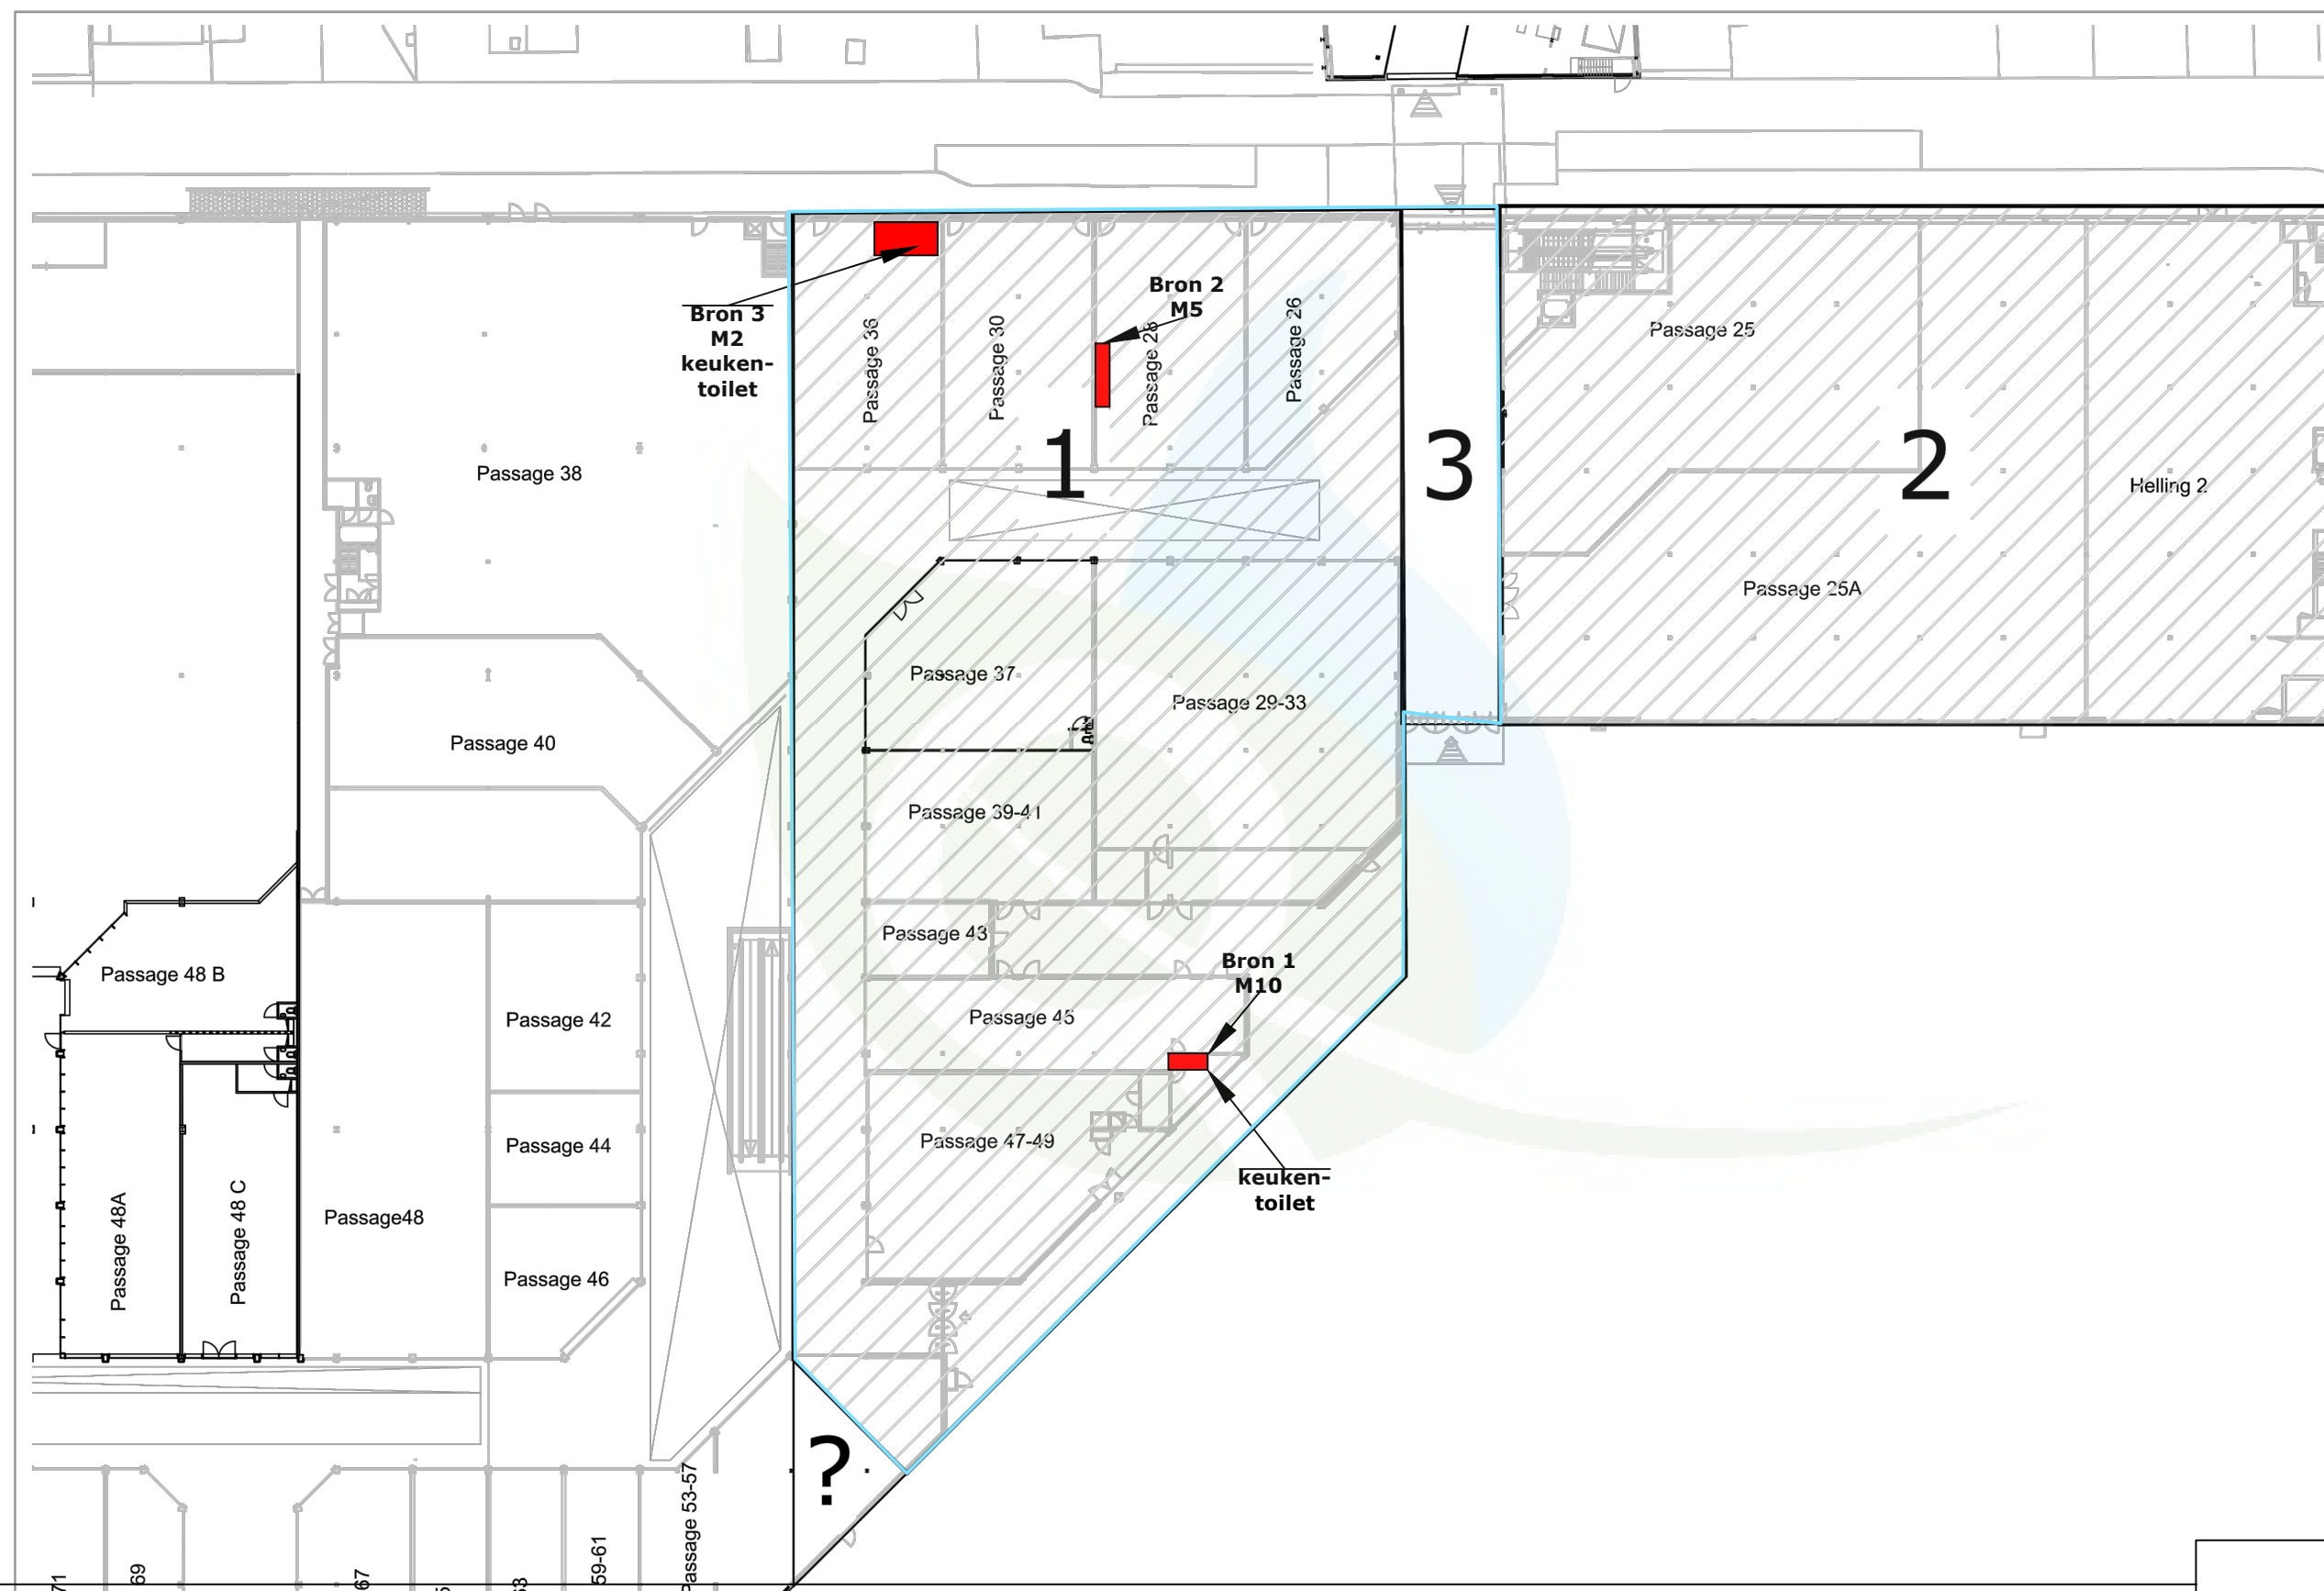 Bron 2
M5
Bron 3
M2
keuken-
toilet
Passage 36
Passage 30
Passage 28
Passage 26
Passage 25
1
3
2
Passage 38
Helling 2
Passage 25A
Passage 37
Passage 29-33
Passage 40
Passage 39-41
Passage 43
Bron 1
M10
Passage 48 B
Passage 42
Passage 45
Passage 44
Passage 47-49
keuken-
toilet
Passage 48A
Passage 48 C
Passage48
Passage 46
?
Passage 53-57
59-61
67
69
71